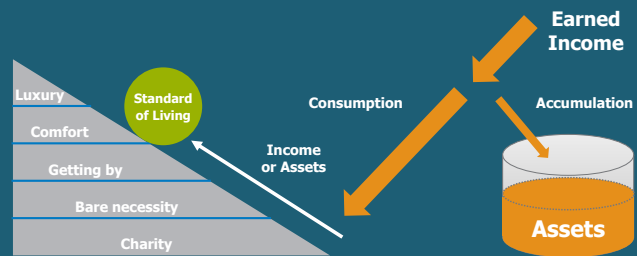 Earned
Income
Luxury
Standard
of Living
Consumption
Accumulation
Comfort
Income
or Assets
Getting by
Bare necessity
Assets
Charity